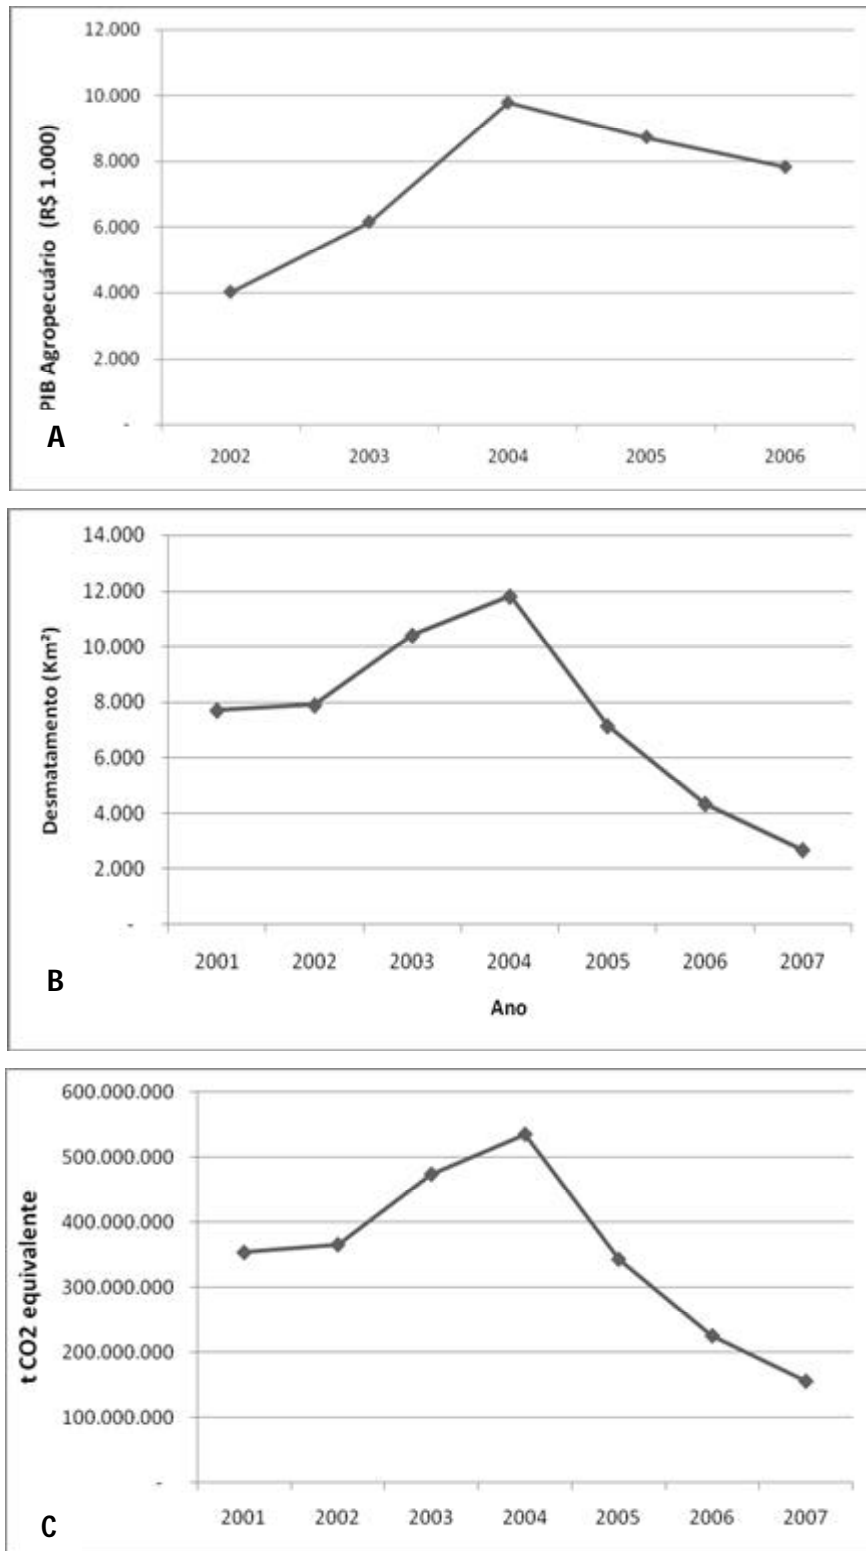 12.000
10.000
8.000
6.000
4.000
2.000
-
PIB Agropecuário (R$ 1.000)
A
2002 2003 2004 2005 2006
14.000
12.000
10.000
8.000
6.000
4.000
2.000
-
Desmatamento (Km²)
2001 2002 2003 2004 2005 2006 2007
B
Ano
600.000.000
500.000.000
400.000.000
300.000.000
200.000.000
100.000.000
-
t CO2 equivalente
2001 2002 2003 2004 2005 2006 2007
C